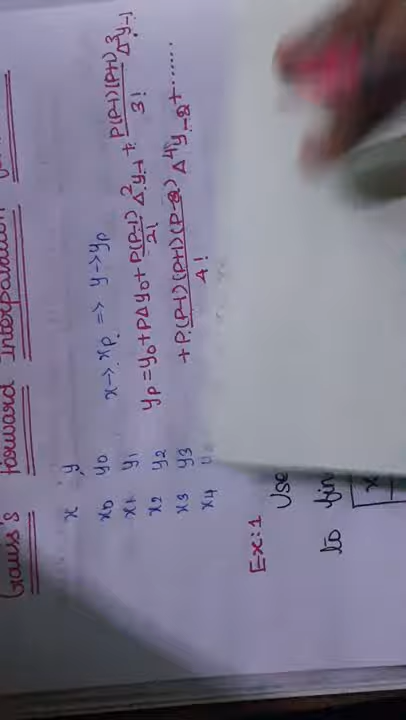 Gauss's forward interpolation
x y
x0 y0
x1 y1
x2 y2
x3 y3
x4
x → xp. => y → yp
yp = y0 + pΔy0 + p(p-1)/2! Δ²y-1 + p(p-1)(p+1)/3! Δ³y-1
+ p(p-1)(p+1)(p-2)/4! Δ⁴y-2 + ......
Ex:1
Use
to
x